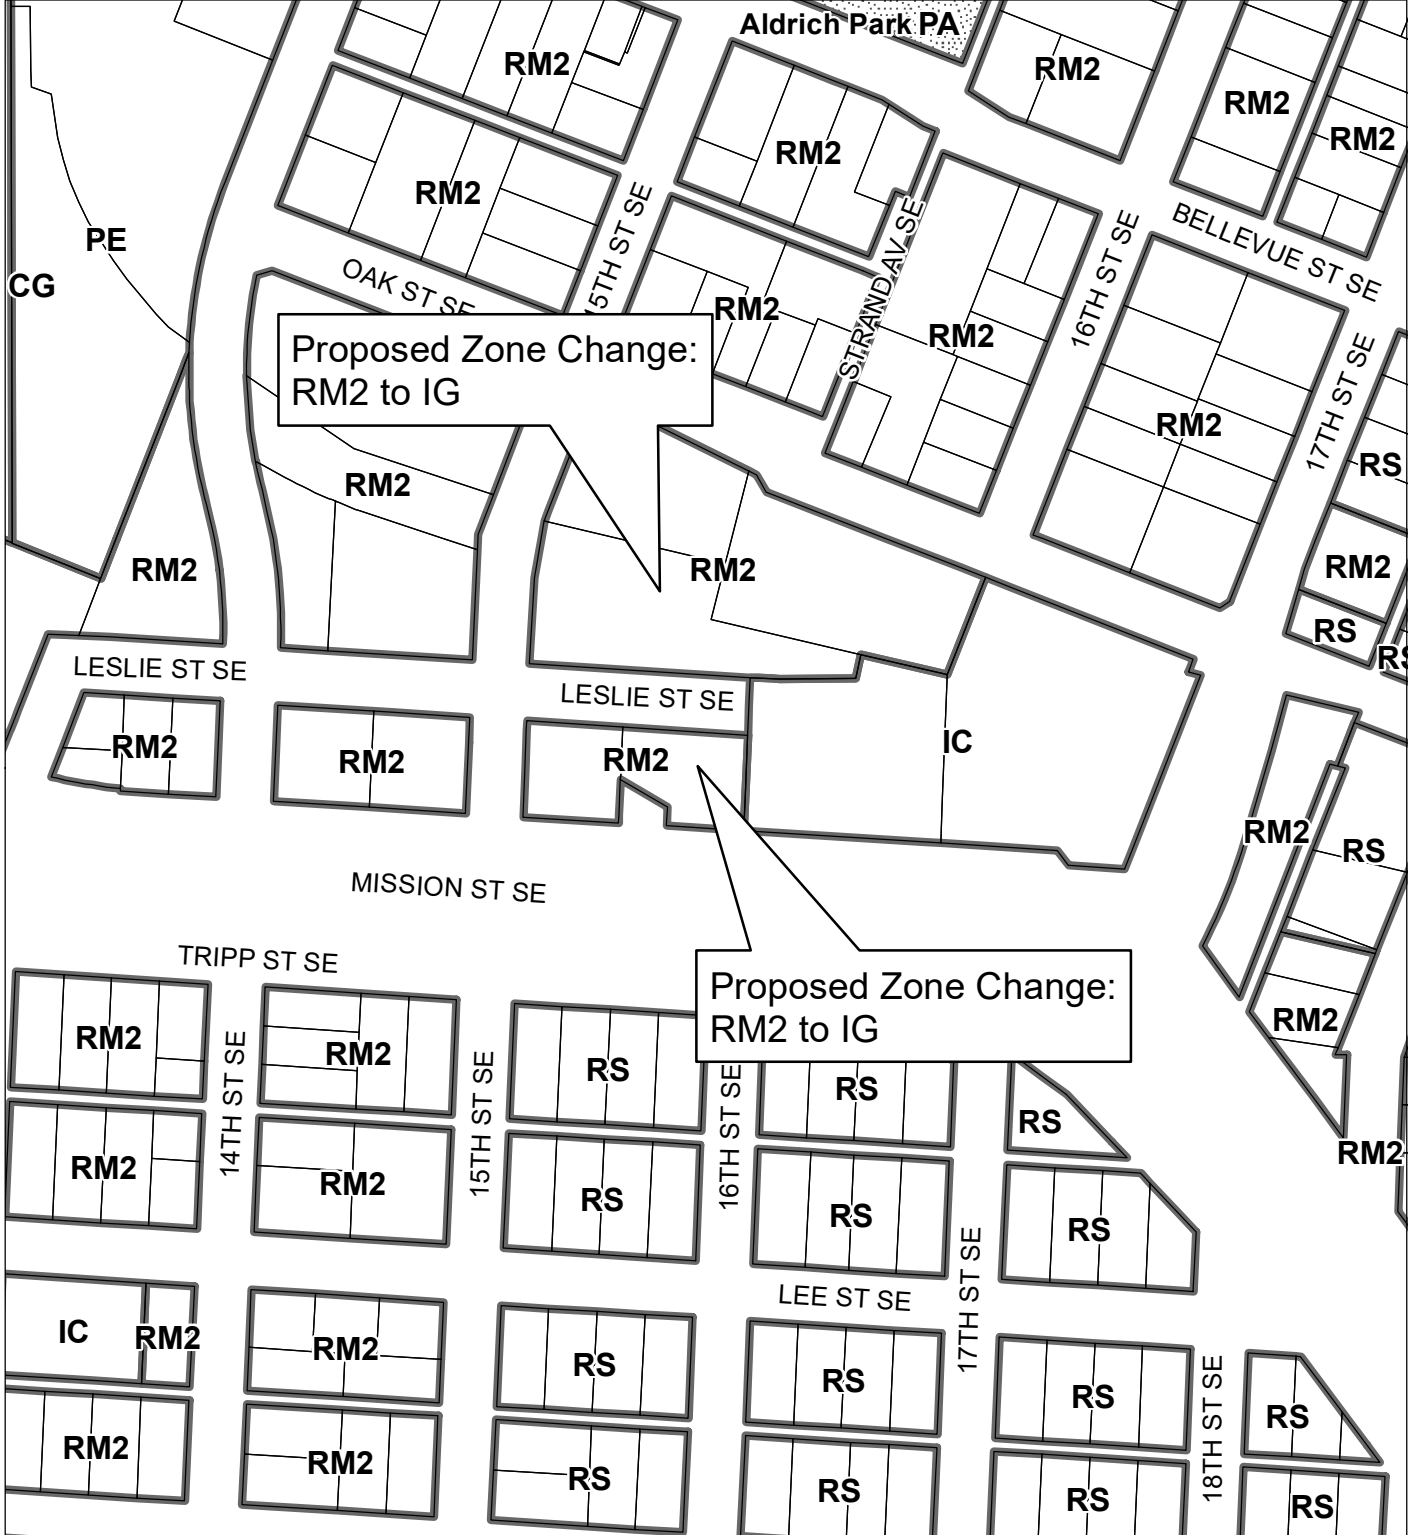 Aldrich Park PA
RM2
RM2
RM2
RM2
RM2
RM2
BELLEVUE ST SE
PE
CG
OAK ST SE
15TH ST SE
STRAND AV SE
16TH ST SE
17TH ST SE
RM2
RM2
RM2
RS
Proposed Zone Change:
RM2 to IG
RM2
RM2
RM2
RM2
RS
RS
LESLIE ST SE
LESLIE ST SE
RM2
RM2
RM2
IC
RM2
RS
MISSION ST SE
TRIPP ST SE
Proposed Zone Change:
RM2 to IG
RM2
RM2
RM2
RS
RS
RS
14TH ST SE
15TH ST SE
16TH ST SE
RM2
RM2
RM2
RS
RS
RS
17TH ST SE
LEE ST SE
IC
RM2
RM2
RS
RS
RS
18TH ST SE
RS
RM2
RM2
RS
RS
RS
RS